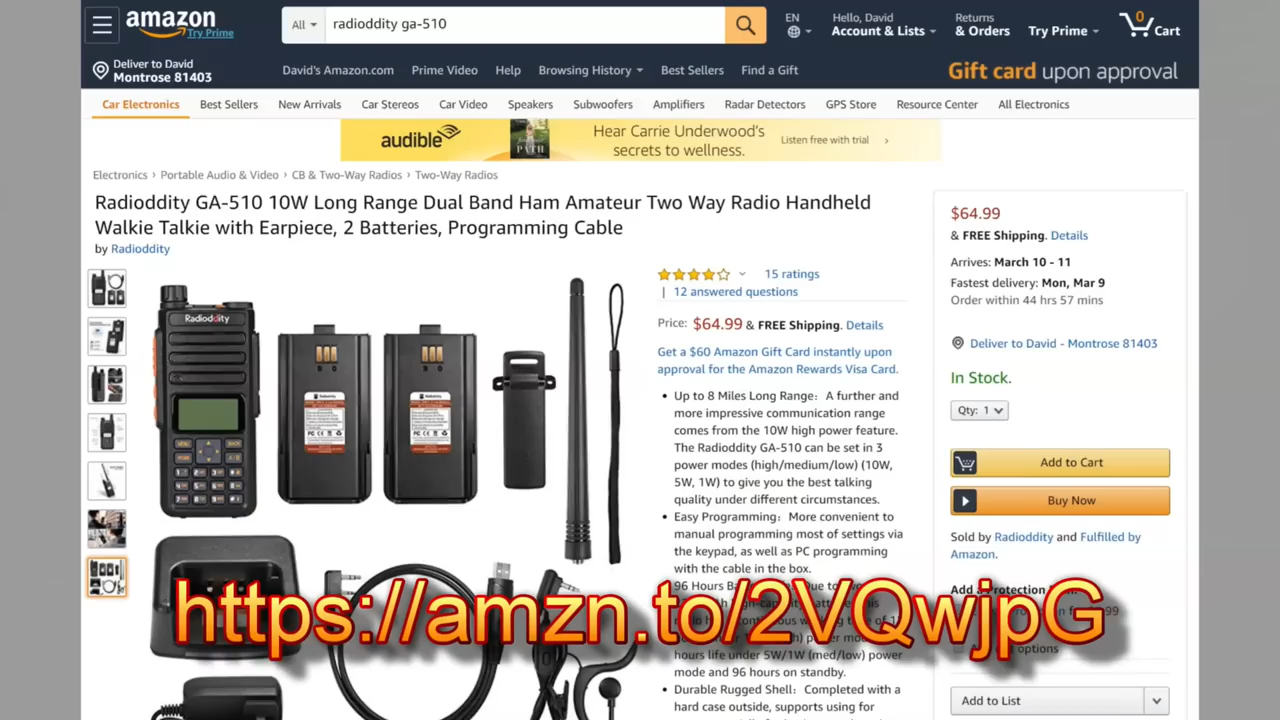 amazon
Try Prime
All
radioddity ga-510
EN
Hello, David
Account & Lists
Returns
& Orders
Try Prime
0
Cart
Deliver to David
Montrose 81403
David's Amazon.com
Prime Video
Help
Browsing History
Best Sellers
Find a Gift
Gift card upon approval
Car Electronics
Best Sellers
New Arrivals
Car Stereos
Car Video
Speakers
Subwoofers
Amplifiers
Radar Detectors
GPS Store
Resource Center
All Electronics
audible
PATH
Hear Carrie Underwood's
secrets to wellness.
Listen free with trial ›
Electronics › Portable Audio & Video › CB & Two-Way Radios › Two-Way Radios
Radioddity GA-510 10W Long Range Dual Band Ham Amateur Two Way Radio Handheld
Walkie Talkie with Earpiece, 2 Batteries, Programming Cable
by Radioddity
Radioddity
15 ratings
| 12 answered questions
Price: $64.99 & FREE Shipping. Details
Get a $60 Amazon Gift Card instantly upon
approval for the Amazon Rewards Visa Card.
• Up to 8 Miles Long Range：A further and
more impressive communication range
comes from the 10W high power feature.
The Radioddity GA-510 can be set in 3
power modes (high/medium/low) (10W,
5W, 1W) to give you the best talking
quality under different circumstances.
• Easy Programming：More convenient to
manual programming most of settings via
the keypad, as well as PC programming
with the cable in the box.
hours life under 5W/1W (med/low) power
mode and 96 hours on standby.
• Durable Rugged Shell：Completed with a
hard case outside, supports using for
$64.99
& FREE Shipping. Details
Arrives: March 10 - 11
Fastest delivery: Mon, Mar 9
Order within 44 hrs 57 mins
Deliver to David - Montrose 81403
In Stock.
Qty: 1
Add to Cart
Buy Now
Sold by Radioddity and Fulfilled by
Amazon.
Add to List
https://amzn.to/2VQwjpG